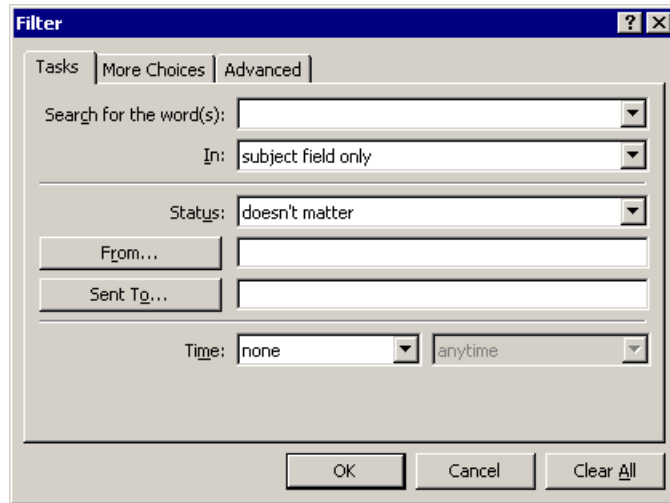 Filter
Tasks More Choices Advanced
Search for the word(s):
In: subject field only
Status: doesn't matter
From...
Sent To...
Time: none anytime
OK Cancel Clear All